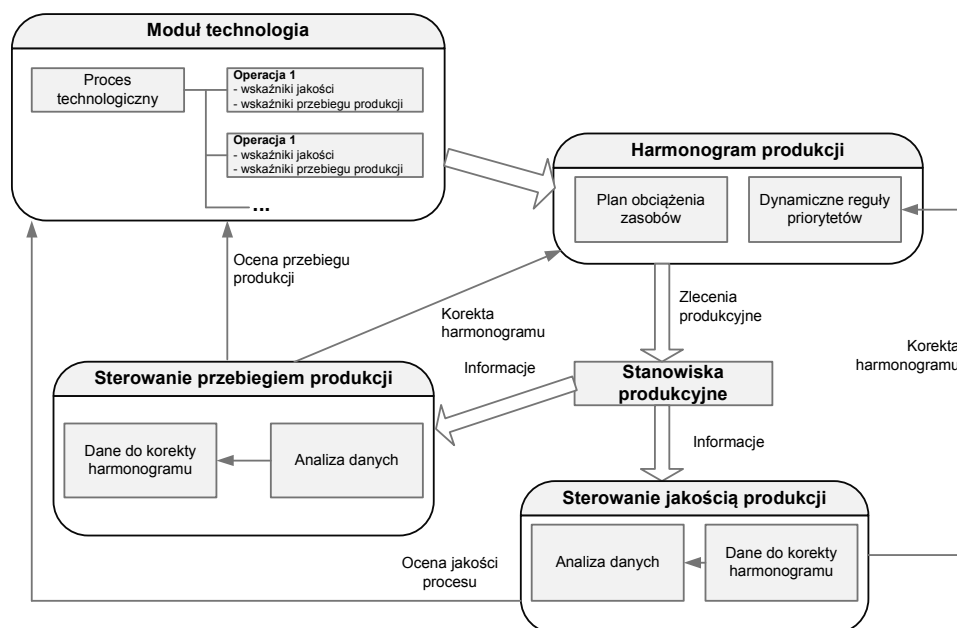 Moduł technologia
Proces
technologiczny
Operacja 1
- wskaźniki jakości
- wskaźniki przebiegu produkcji
Operacja 1
- wskaźniki jakości
- wskaźniki przebiegu produkcji
...
Harmonogram produkcji
Plan obciążenia
zasobów
Dynamiczne reguły
priorytetów
Ocena przebiegu
produkcji
Korekta
harmonogramu
Zlecenia
produkcyjne
Korekta
harmonogramu
Sterowanie przebiegiem produkcji
Informacje
Stanowiska
produkcyjne
Dane do korekty
harmonogramu
Analiza danych
Informacje
Sterowanie jakością produkcji
Ocena jakości
procesu
Analiza danych
Dane do korekty
harmonogramu